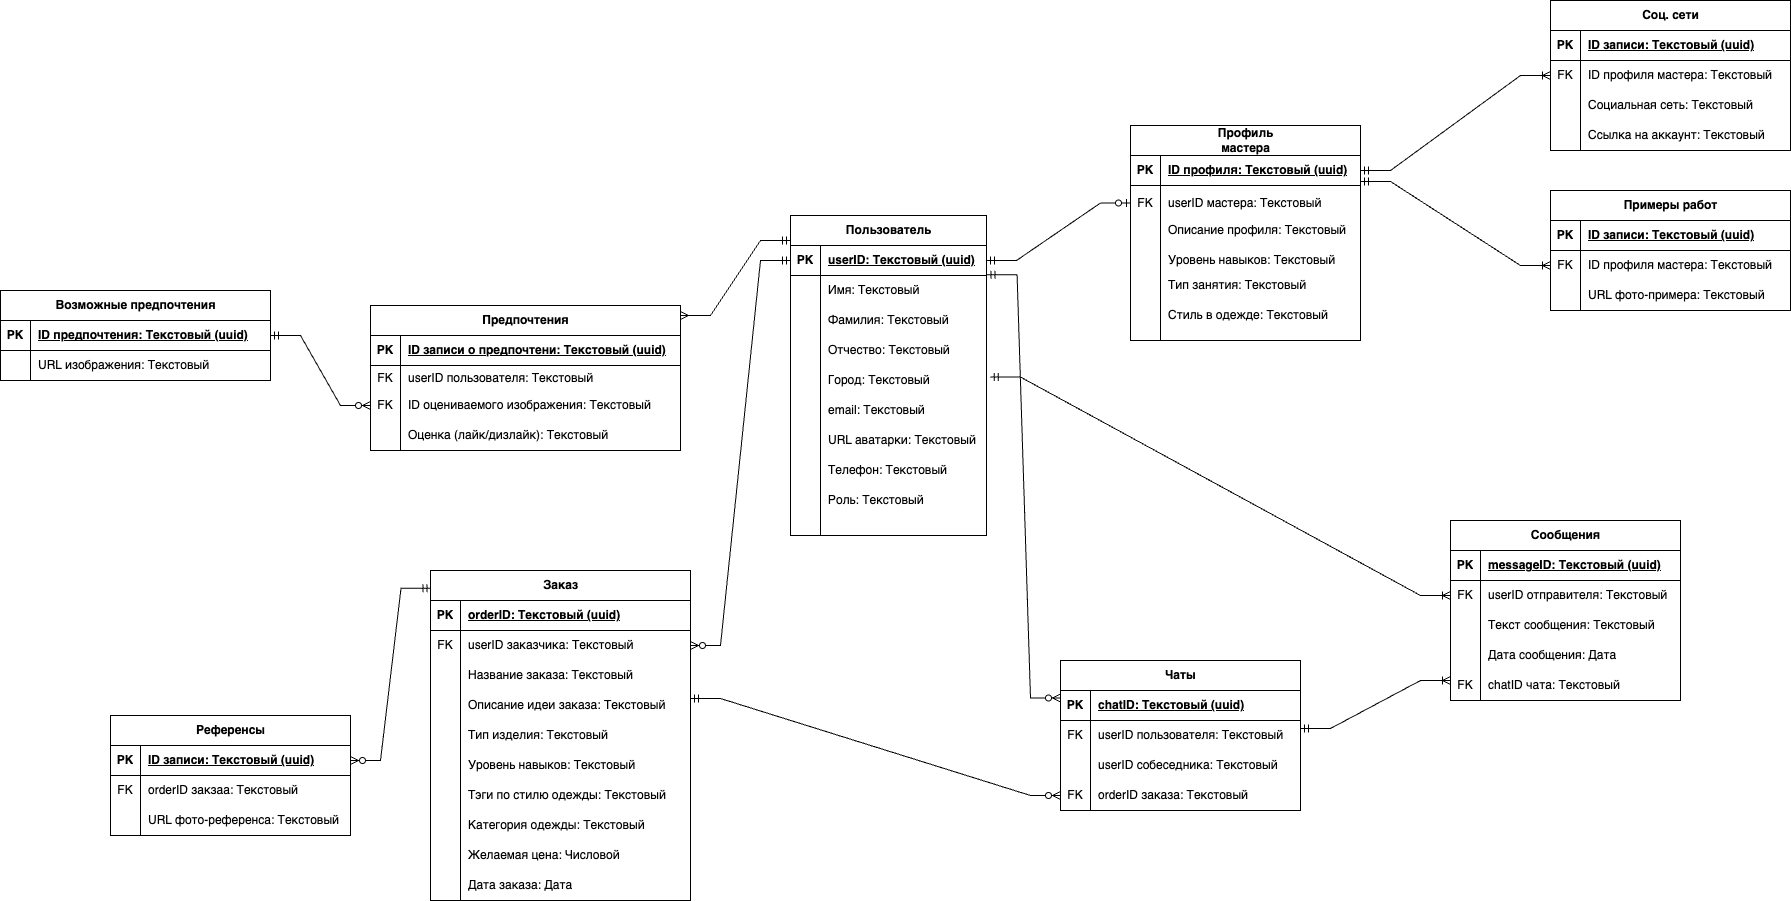 Соц. сети
PK ID записи: Текстовый (uuid)
FK ID профиля мастера: Текстовый
Социальная сеть: Текстовый
Ссылка на аккаунт: Текстовый
Профиль
мастера
PK ID профиля: Текстовый (uuid)
FK userID мастера: Текстовый
Описание профиля: Текстовый
Уровень навыков: Текстовый
Тип занятия: Текстовый
Стиль в одежде: Текстовый
Примеры работ
PK ID записи: Текстовый (uuid)
FK ID профиля мастера: Текстовый
URL фото-примера: Текстовый
Пользователь
PK userID: Текстовый (uuid)
Имя: Текстовый
Фамилия: Текстовый
Отчество: Текстовый
Город: Текстовый
email: Текстовый
URL аватарки: Текстовый
Телефон: Текстовый
Роль: Текстовый
Возможные предпочтения
PK ID предпочтения: Текстовый (uuid)
URL изображения: Текстовый
Предпочтения
PK ID записи о предпочтени: Текстовый (uuid)
FK userID пользователя: Текстовый
FK ID оцениваемого изображения: Текстовый
Оценка (лайк/дизлайк): Текстовый
Сообщения
PK messageID: Текстовый (uuid)
FK userID отправителя: Текстовый
Текст сообщения: Текстовый
Дата сообщения: Дата
FK chatID чата: Текстовый
Заказ
PK orderID: Текстовый (uuid)
FK userID заказчика: Текстовый
Название заказа: Текстовый
Описание идеи заказа: Текстовый
Тип изделия: Текстовый
Уровень навыков: Текстовый
Тэги по стилю одежды: Текстовый
Категория одежды: Текстовый
Желаемая цена: Числовой
Дата заказа: Дата
Чаты
PK chatID: Текстовый (uuid)
FK userID пользователя: Текстовый
userID собеседника: Текстовый
FK orderID заказа: Текстовый
Референсы
PK ID записи: Текстовый (uuid)
FK orderID закзаа: Текстовый
URL фото-референса: Текстовый